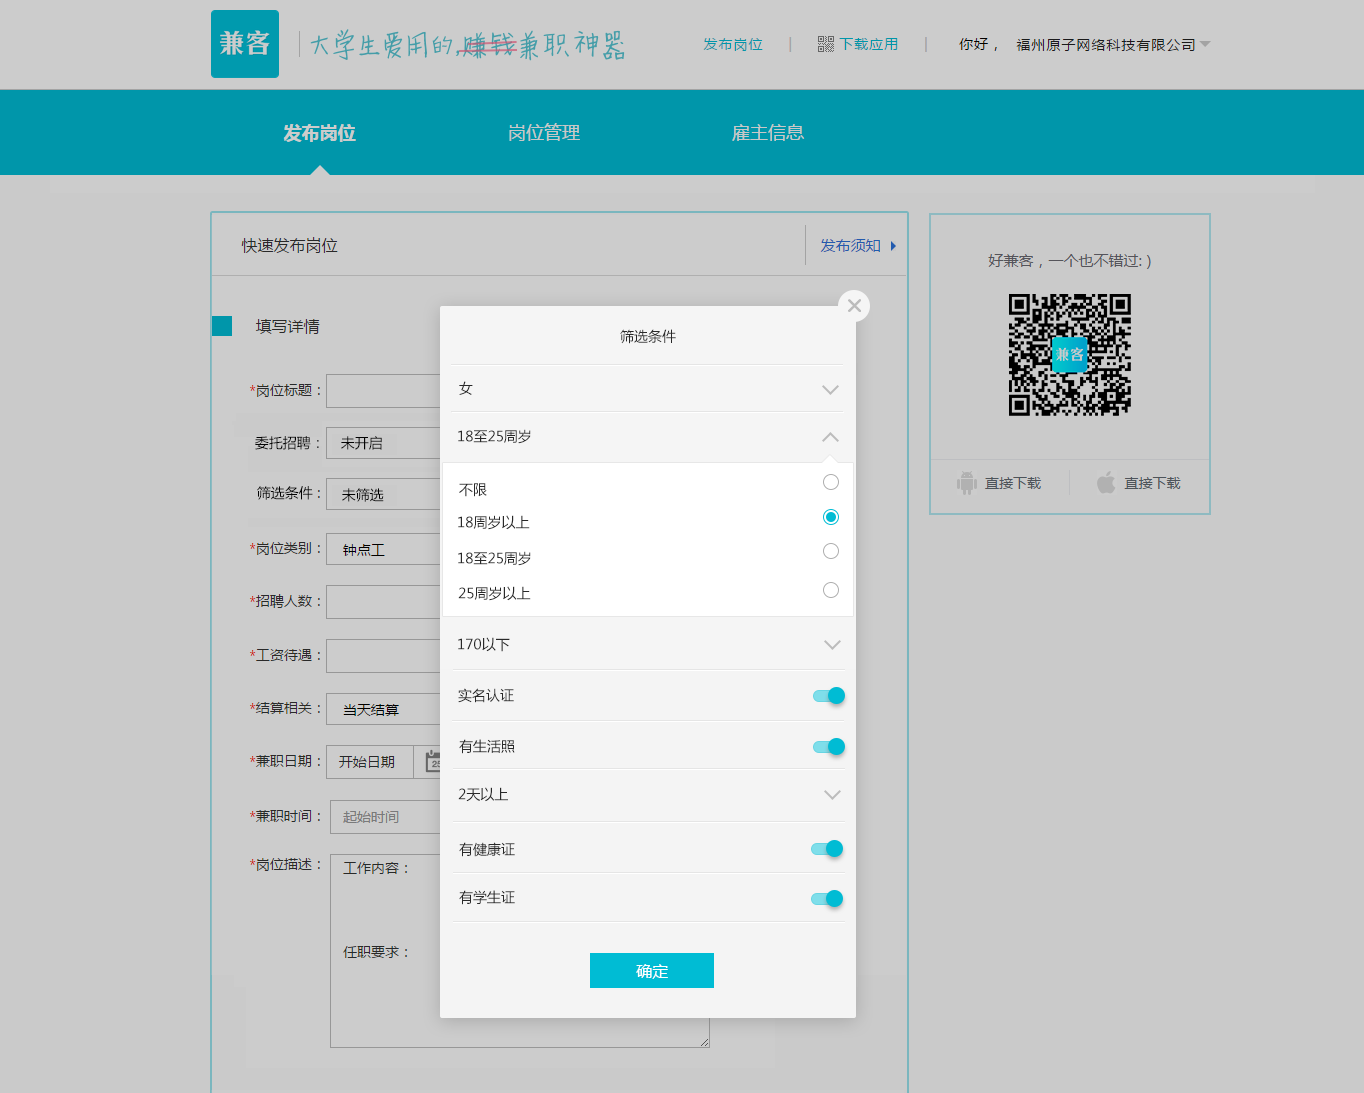 兼客
大学生爱用的赚钱兼职神器
发布岗位 | 下载应用 | 你好， 福州原子网络科技有限公司
发布岗位 岗位管理 雇主信息
快速发布岗位 发布须知
好兼客，一个也不错过: )
兼客
直接下载 直接下载
填写详情
*岗位标题：
委托招聘： 未开启
筛选条件： 未筛选
*岗位类别： 钟点工
*招聘人数：
*工资待遇：
*结算相关： 当天结算
*兼职日期： 开始日期 25
*兼职时间： 起始时间
*岗位描述： 工作内容：
任职要求：
筛选条件
女
18至25周岁
不限
18周岁以上
18至25周岁
25周岁以上
170以下
实名认证
有生活照
2天以上
有健康证
有学生证
确定